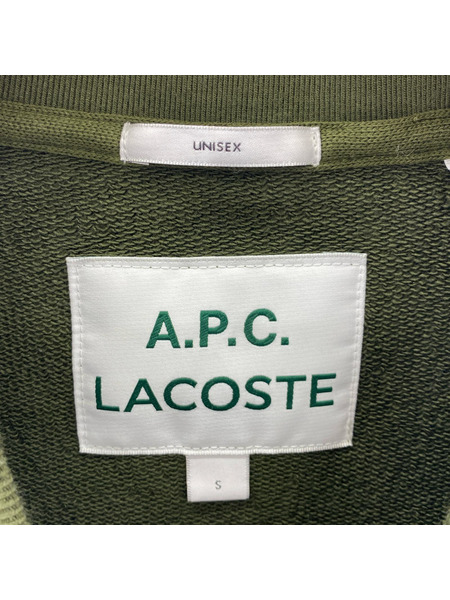 UNISEX
A.P.C.
LACOSTE
S